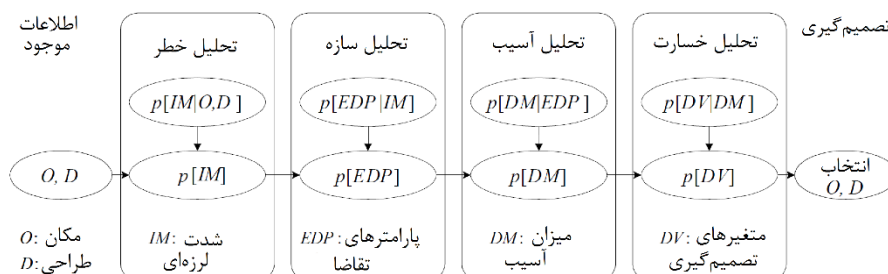 اطلاعات
موجود
تحلیل خطر
تحلیل سازه
تحلیل آسیب
تحلیل خسارت
تصمیم‌گیری
p[IM|O,D ]
p[EDP|IM]
p[DM|EDP ]
p[DV|DM]
O, D
p[IM]
p[EDP]
p[DM]
p[DV]
انتخاب
O, D
O: مکان
D: طراحی
IM: شدت
لرزه‌ای
EDP: پارامترهای
تقاضا
DM: میزان
آسیب
DV: متغیرهای
تصمیم‌گیری